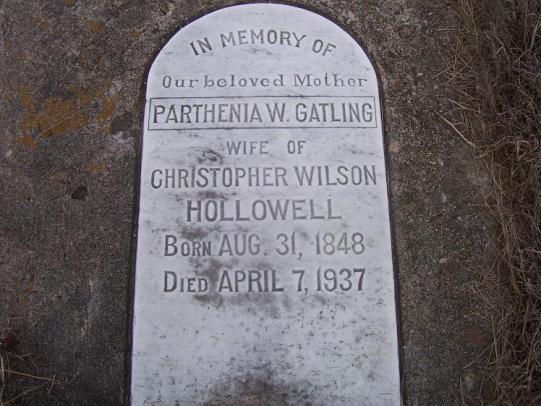 IN MEMORY OF
Our beloved Mother
PARTHENIA W. GATLING
WIFE OF
CHRISTOPHER WILSON
HOLLOWELL
BORN AUG. 31, 1848
DIED APRIL 7, 1937